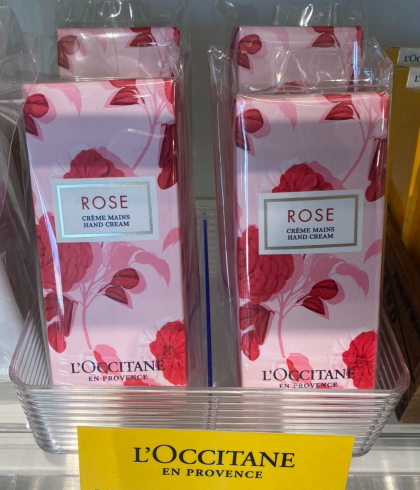 ROSE
CRÈME MAINS
HAND CREAM
L'OCCITANE
EN PROVENCE
ROSE
CRÈME MAINS
HAND CREAM
L'OCCITANE
EN PROVENCE
L'OCCITANE
EN PROVENCE